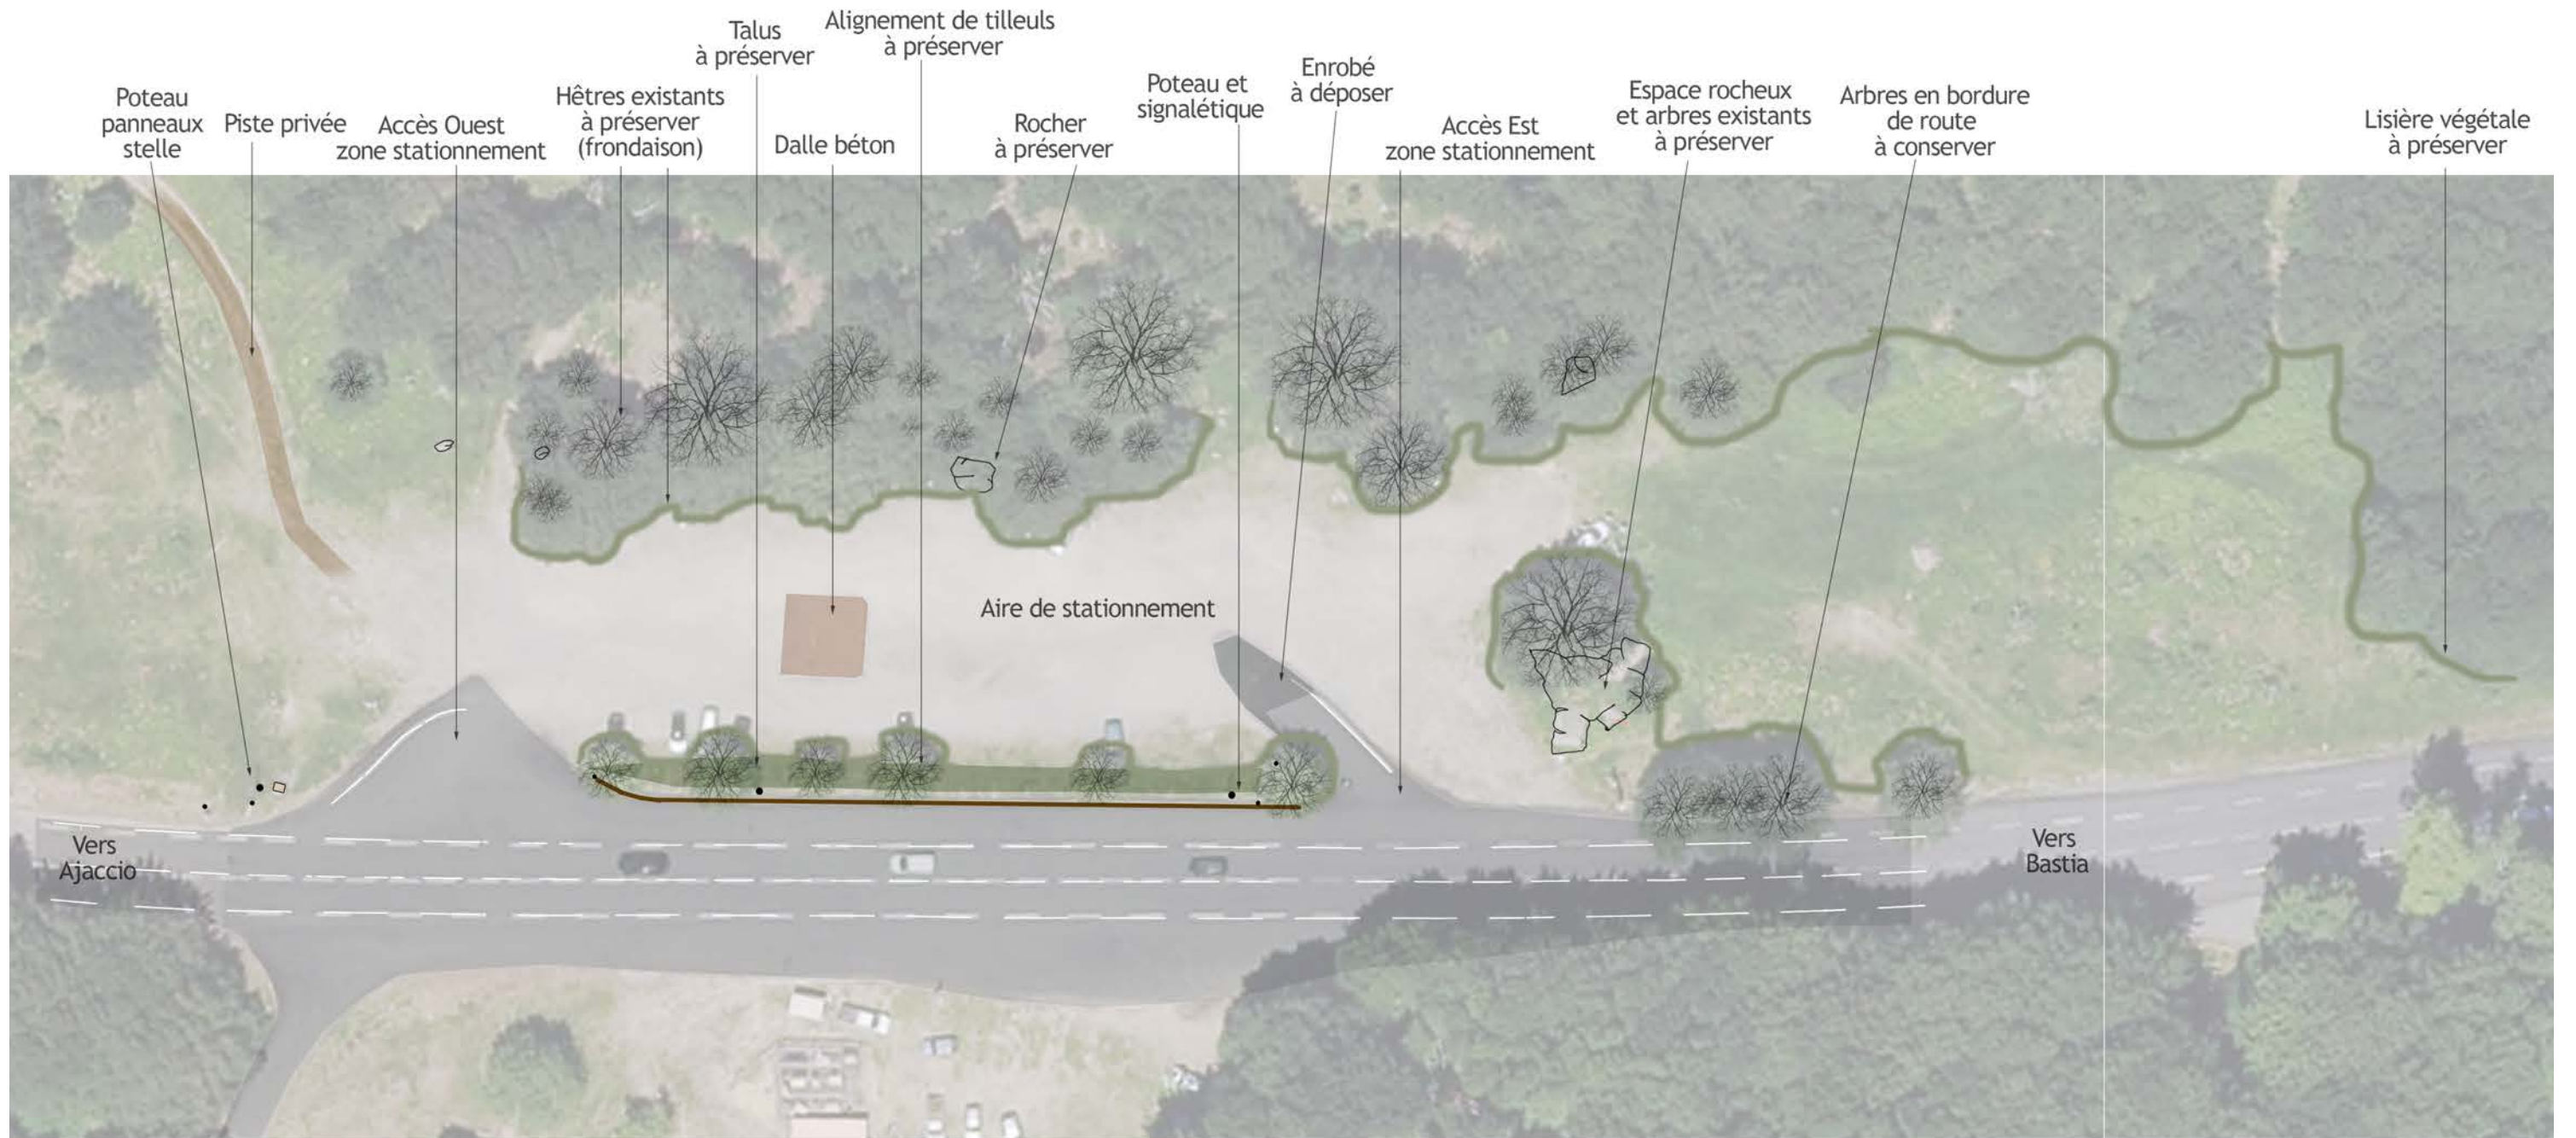 Poteau
panneaux
stelle
Piste privée
Accès Ouest
zone stationnement
Hêtres existants
à préserver
(frondaison)
Talus
à préserver
Dalle béton
Alignement de tilleuls
à préserver
Rocher
à préserver
Poteau et
signalétique
Enrobé
à déposer
Accès Est
zone stationnement
Espace rocheux
et arbres existants
à préserver
Arbres en bordure
de route
à conserver
Lisière végétale
à préserver
Aire de stationnement
Vers
Ajaccio
Vers
Bastia